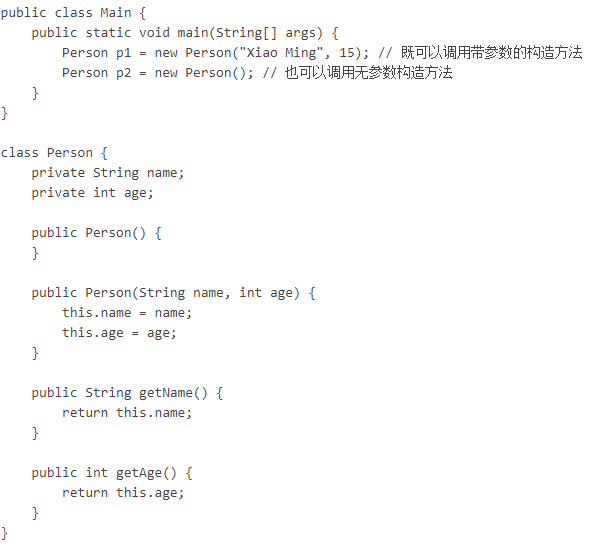 public class Main {
    public static void main(String[] args) {
        Person p1 = new Person("Xiao Ming", 15); // 既可以调用带参数的构造方法
        Person p2 = new Person(); // 也可以调用无参数构造方法
    }
}

class Person {
    private String name;
    private int age;

    public Person() {
    }

    public Person(String name, int age) {
        this.name = name;
        this.age = age;
    }

    public String getName() {
        return this.name;
    }

    public int getAge() {
        return this.age;
    }
}